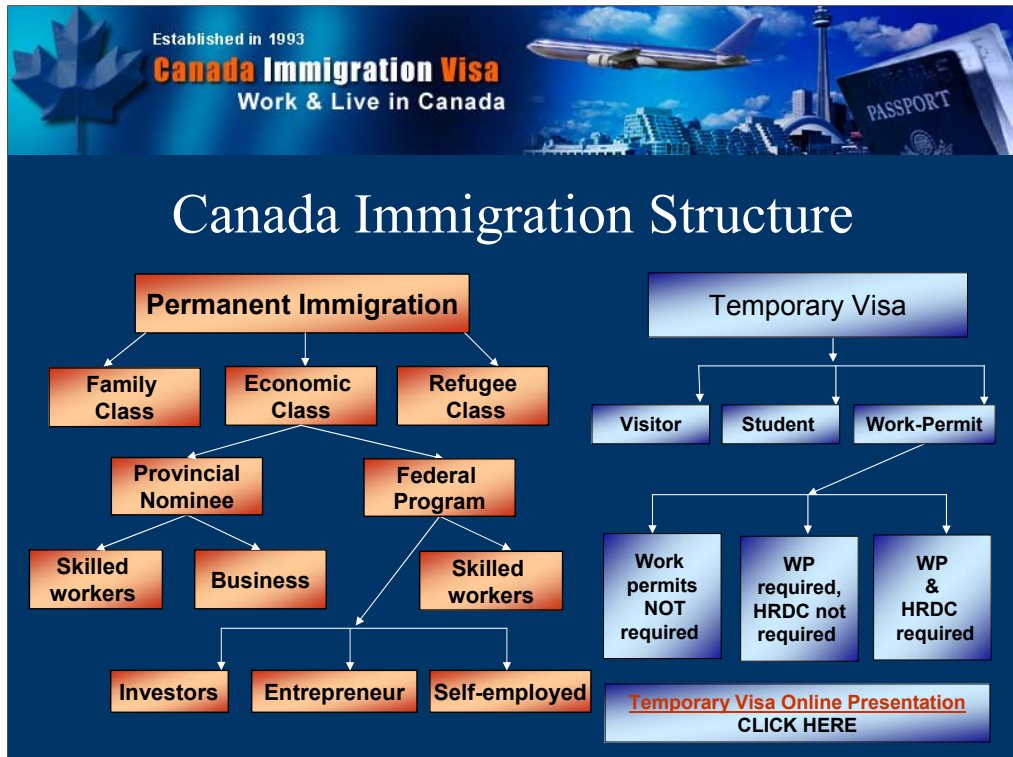 Established in 1993
Canada Immigration Visa
Work & Live in Canada
PASSPORT
Canada Immigration Structure
Permanent Immigration
Temporary Visa
Family
Class
Economic
Class
Refugee
Class
Visitor
Student
Work-Permit
Provincial
Nominee
Federal
Program
Skilled
workers
Business
Skilled
workers
Work
permits
NOT
required
WP
required,
HRDC not
required
WP
&
HRDC
required
Investors
Entrepreneur
Self-employed
Temporary Visa Online Presentation
CLICK HERE